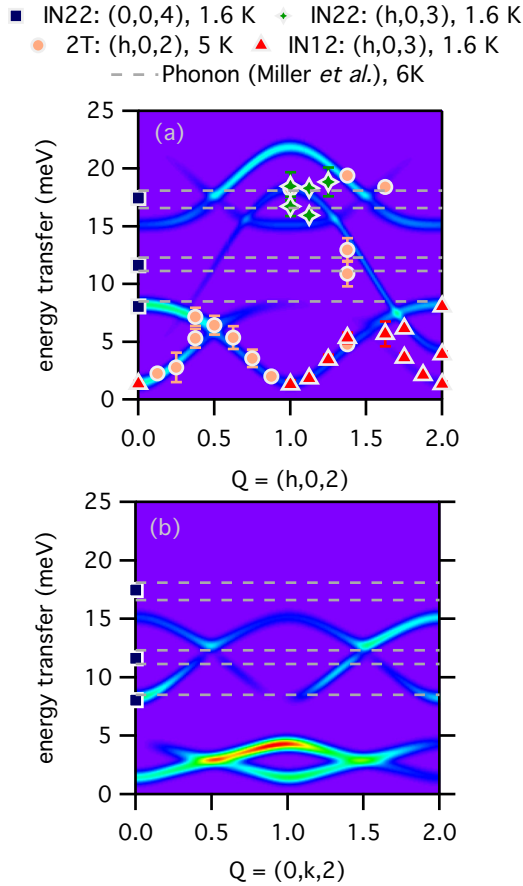 IN22: (0,0,4), 1.6 K IN22: (h,0,3), 1.6 K
2T: (h,0,2), 5 K IN12: (h,0,3), 1.6 K
Phonon (Miller et al.), 6K
25
20
15
10
5
0
energy transfer (meV)
(a)
0.0 0.5 1.0 1.5 2.0
Q = (h,0,2)
25
20
15
10
5
0
energy transfer (meV)
(b)
0.0 0.5 1.0 1.5 2.0
Q = (0,k,2)